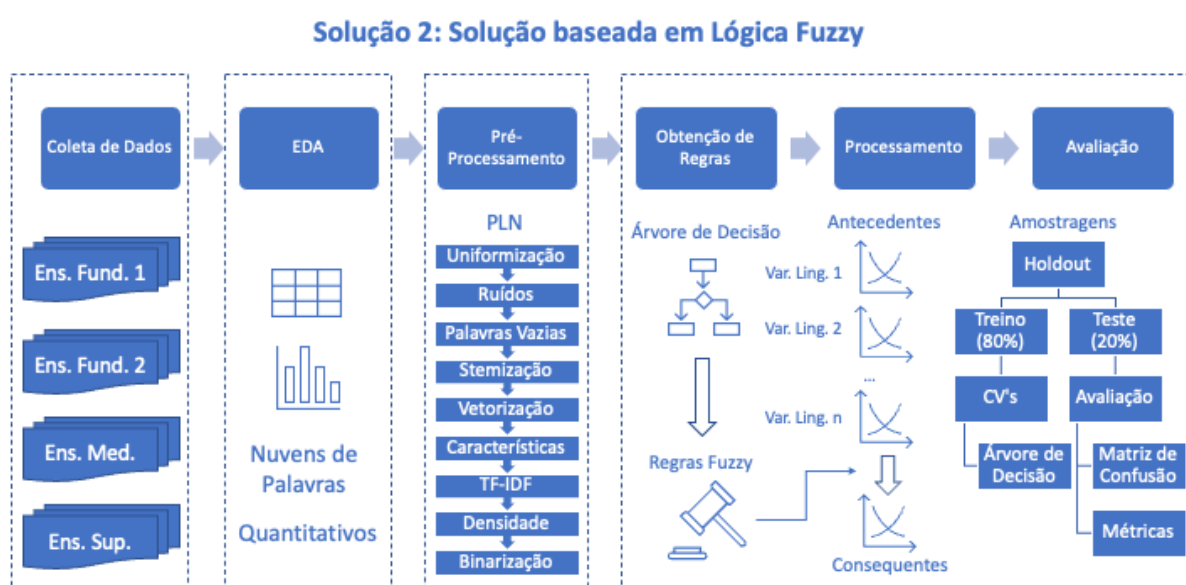 Solução 2: Solução baseada em Lógica Fuzzy
Coleta de Dados
EDA
Pré-
Processamento
Obtenção de
Regras
Processamento
Avaliação
Ens. Fund. 1
Ens. Fund. 2
Ens. Med.
Ens. Sup.
Nuvens de
Palavras
Quantitativos
PLN
Uniformização
Ruídos
Palavras Vazias
Stemização
Vetorização
Características
TF-IDF
Densidade
Binarização
Árvore de Decisão
Regras Fuzzy
Antecedentes
Var. Ling. 1
Var. Ling. 2
...
Var. Ling. n
Consequentes
Amostragens
Holdout
Treino
(80%)
Teste
(20%)
CV's
Avaliação
Árvore de
Decisão
Matriz de
Confusão
Métricas